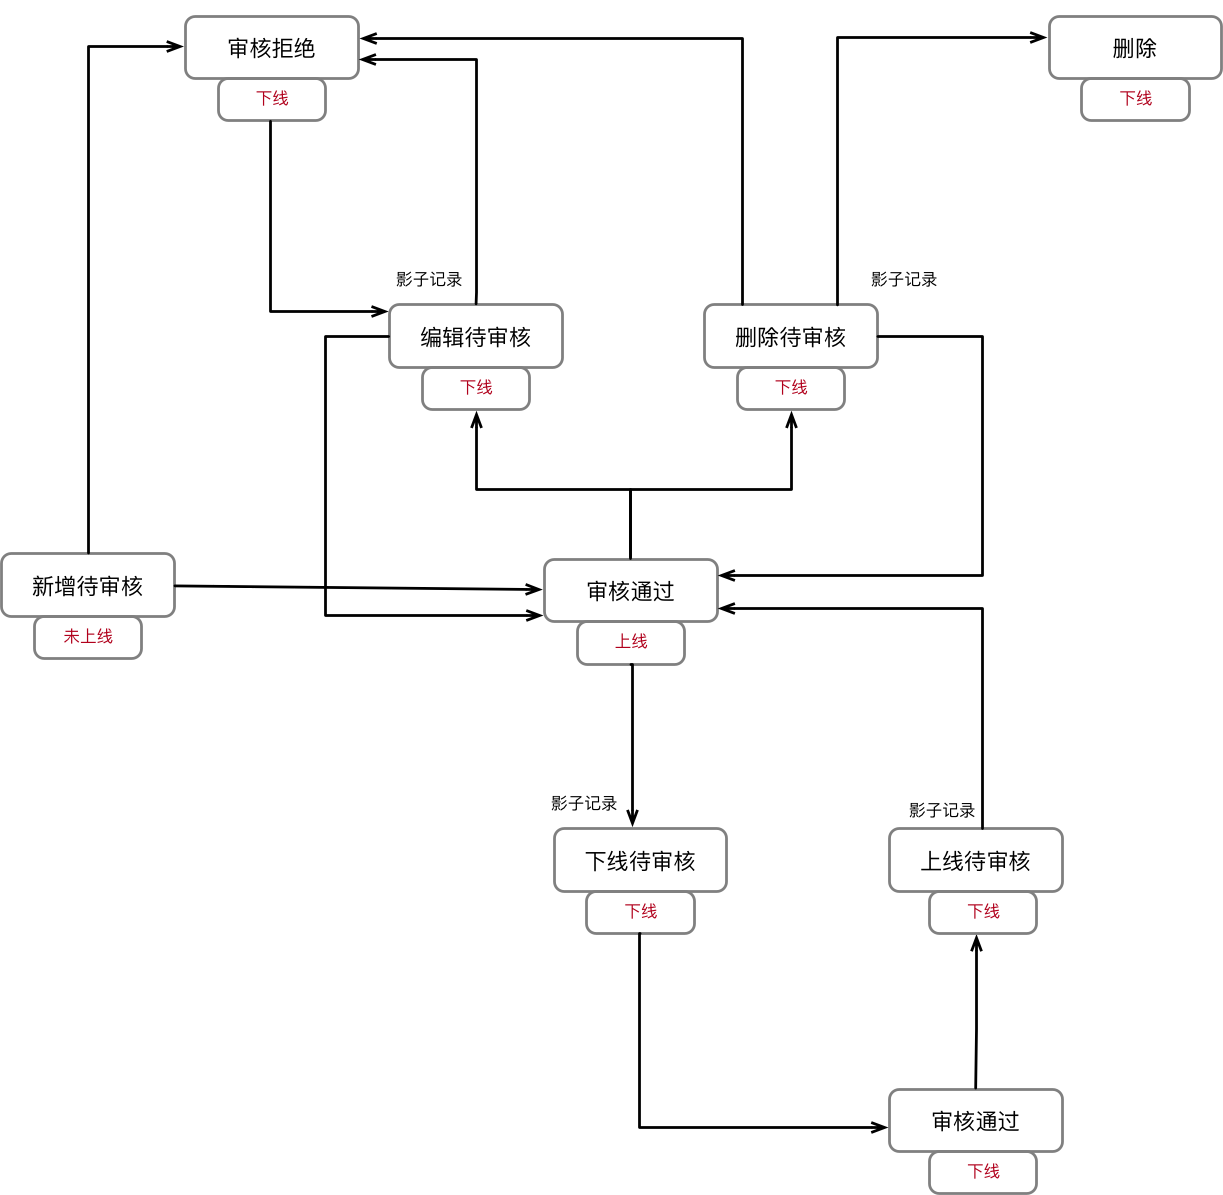 审核拒绝
删除
下线
下线
影子记录
影子记录
编辑待审核
删除待审核
下线
下线
新增待审核
审核通过
未上线
上线
影子记录
影子记录
下线待审核
上线待审核
下线
下线
审核通过
下线